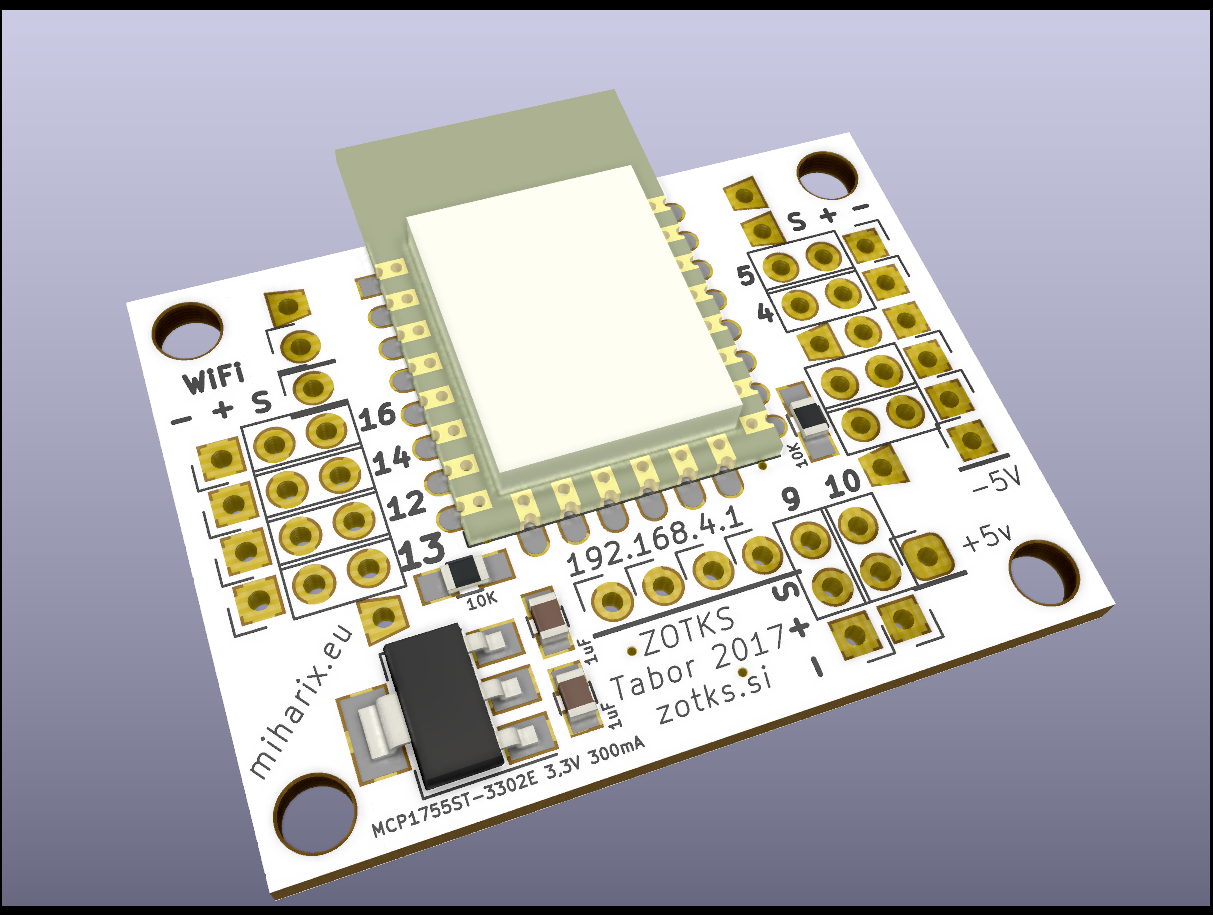 S + -
5
4
WiFi
- + S
16
14
12
13
10K
10K
-5V
9 10
+5v
192.168.4.1
S
+
-
1uF
1uF
ZOTKS
Tabor 2017
zotks.si
miharix.eu
MCP1755ST-3302E 3,3V 300mA